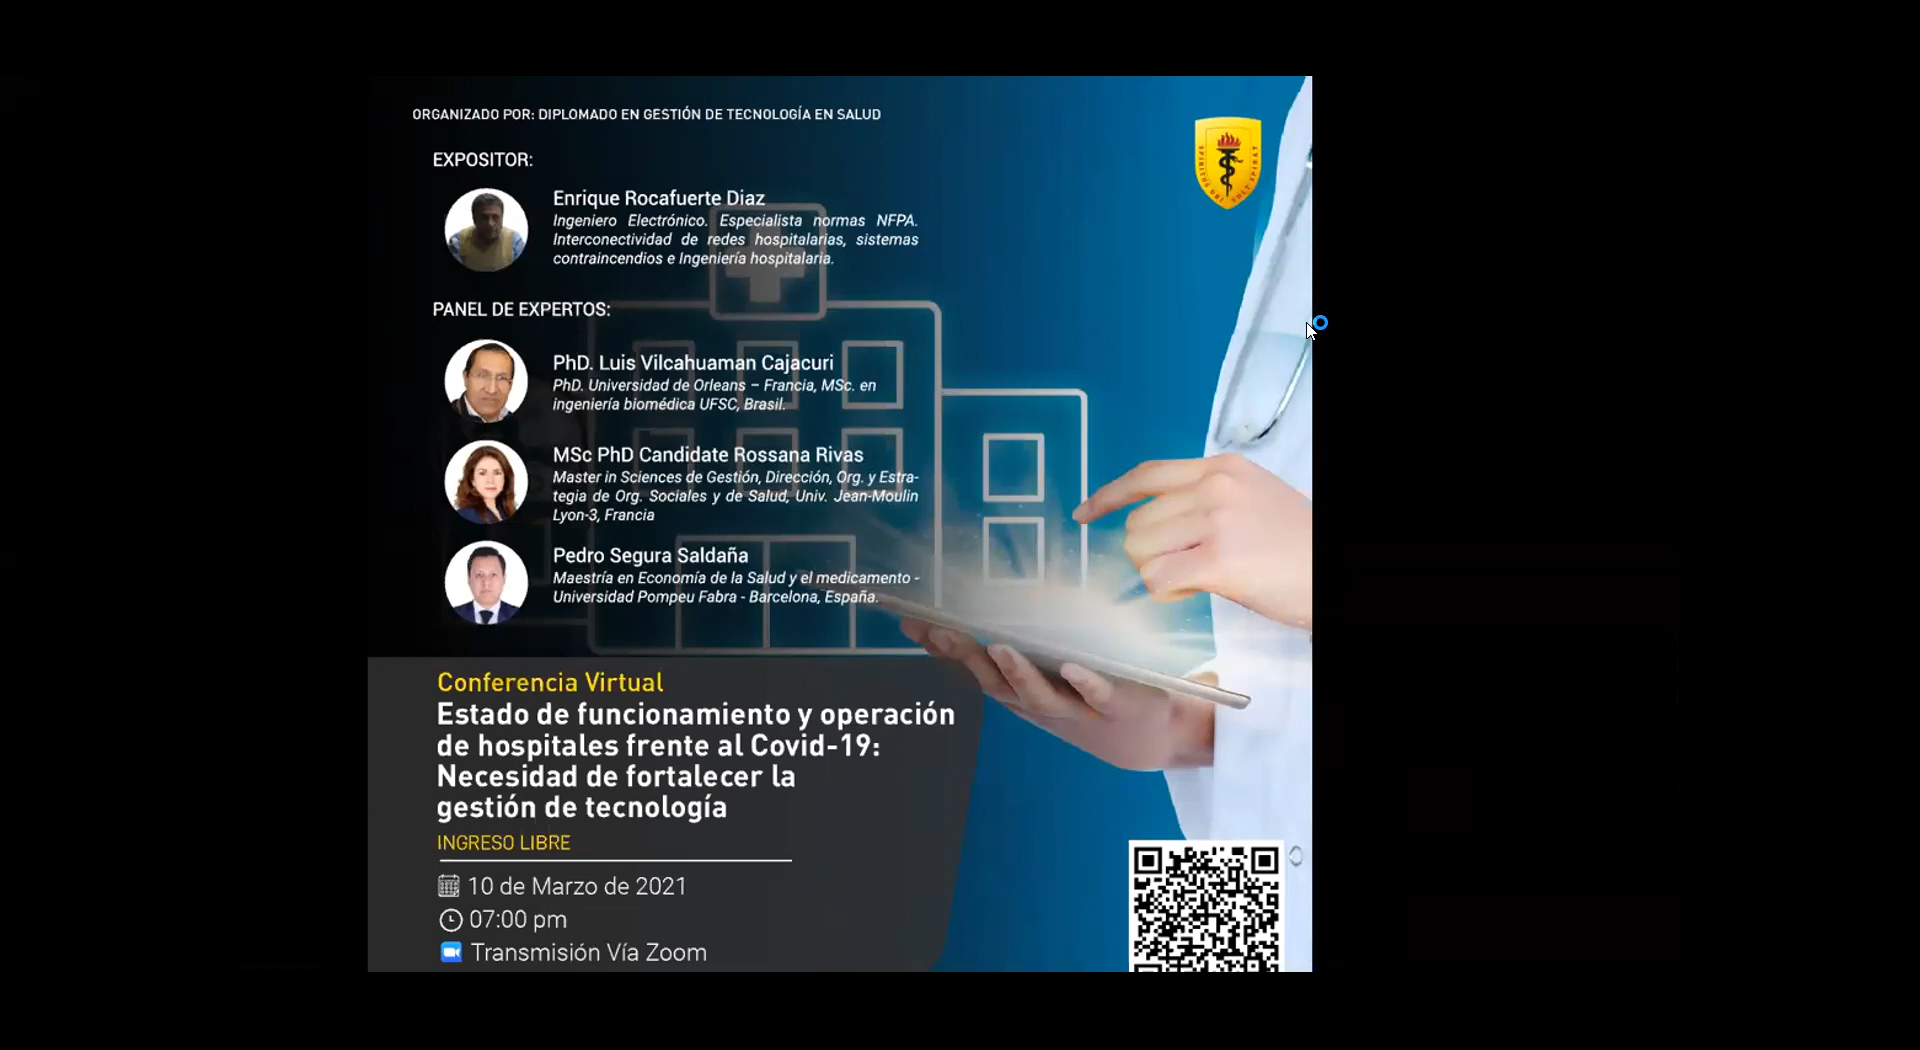 ORGANIZADO POR: DIPLOMADO EN GESTIÓN DE TECNOLOGÍA EN SALUD
EXPOSITOR:
Enrique Rocafuerte Diaz
Ingeniero Electrónico. Especialista normas NFPA.
Interconectividad de redes hospitalarias, sistemas
contraincendios e Ingeniería hospitalaria.
PANEL DE EXPERTOS:
PhD. Luis Vilcahuaman Cajacuri
PhD. Universidad de Orleans – Francia, MSc. en
ingeniería biomédica UFSC, Brasil.
MSc PhD Candidate Rossana Rivas
Master in Sciences de Gestión, Dirección, Org. y Estra-
tegia de Org. Sociales y de Salud, Univ. Jean-Moulin
Lyon-3, Francia
Pedro Segura Saldaña
Maestría en Economía de la Salud y el medicamento -
Universidad Pompeu Fabra - Barcelona, España.
Conferencia Virtual
Estado de funcionamiento y operación
de hospitales frente al Covid-19:
Necesidad de fortalecer la
gestión de tecnología
INGRESO LIBRE
10 de Marzo de 2021
07:00 pm
Transmisión Vía Zoom
SPIRITUS UBI VULT SPIRAT